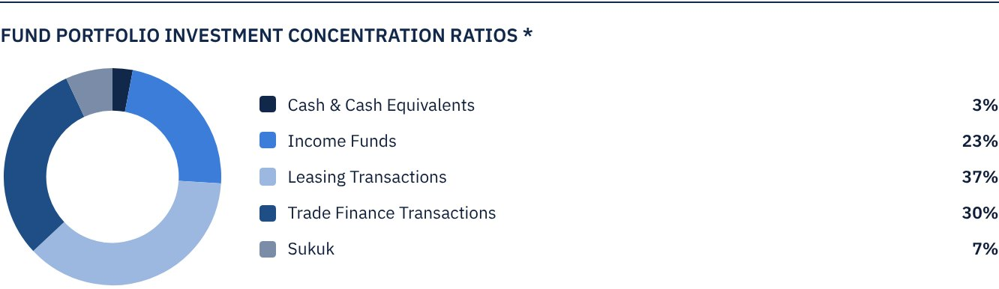 FUND PORTFOLIO INVESTMENT CONCENTRATION RATIOS *
Cash & Cash Equivalents 3%
Income Funds 23%
Leasing Transactions 37%
Trade Finance Transactions 30%
Sukuk 7%